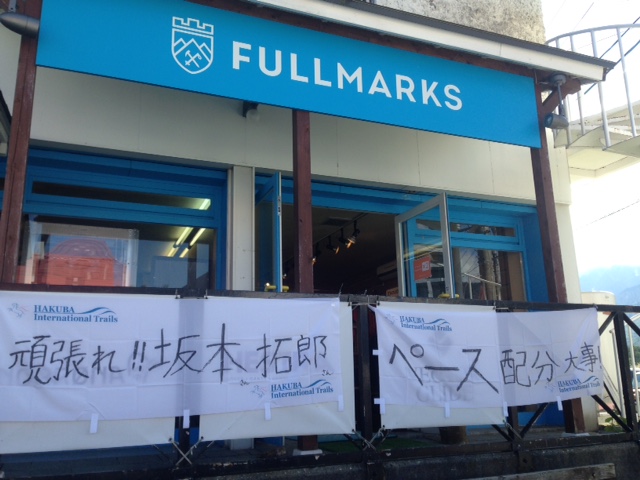 FULLMARKS
HAKUBA
International Trails
頑張れ!!坂本 拓郎
HAKUBA
International Trails
HAKUBA
International Trails
ペース 配分 大事
International Trails